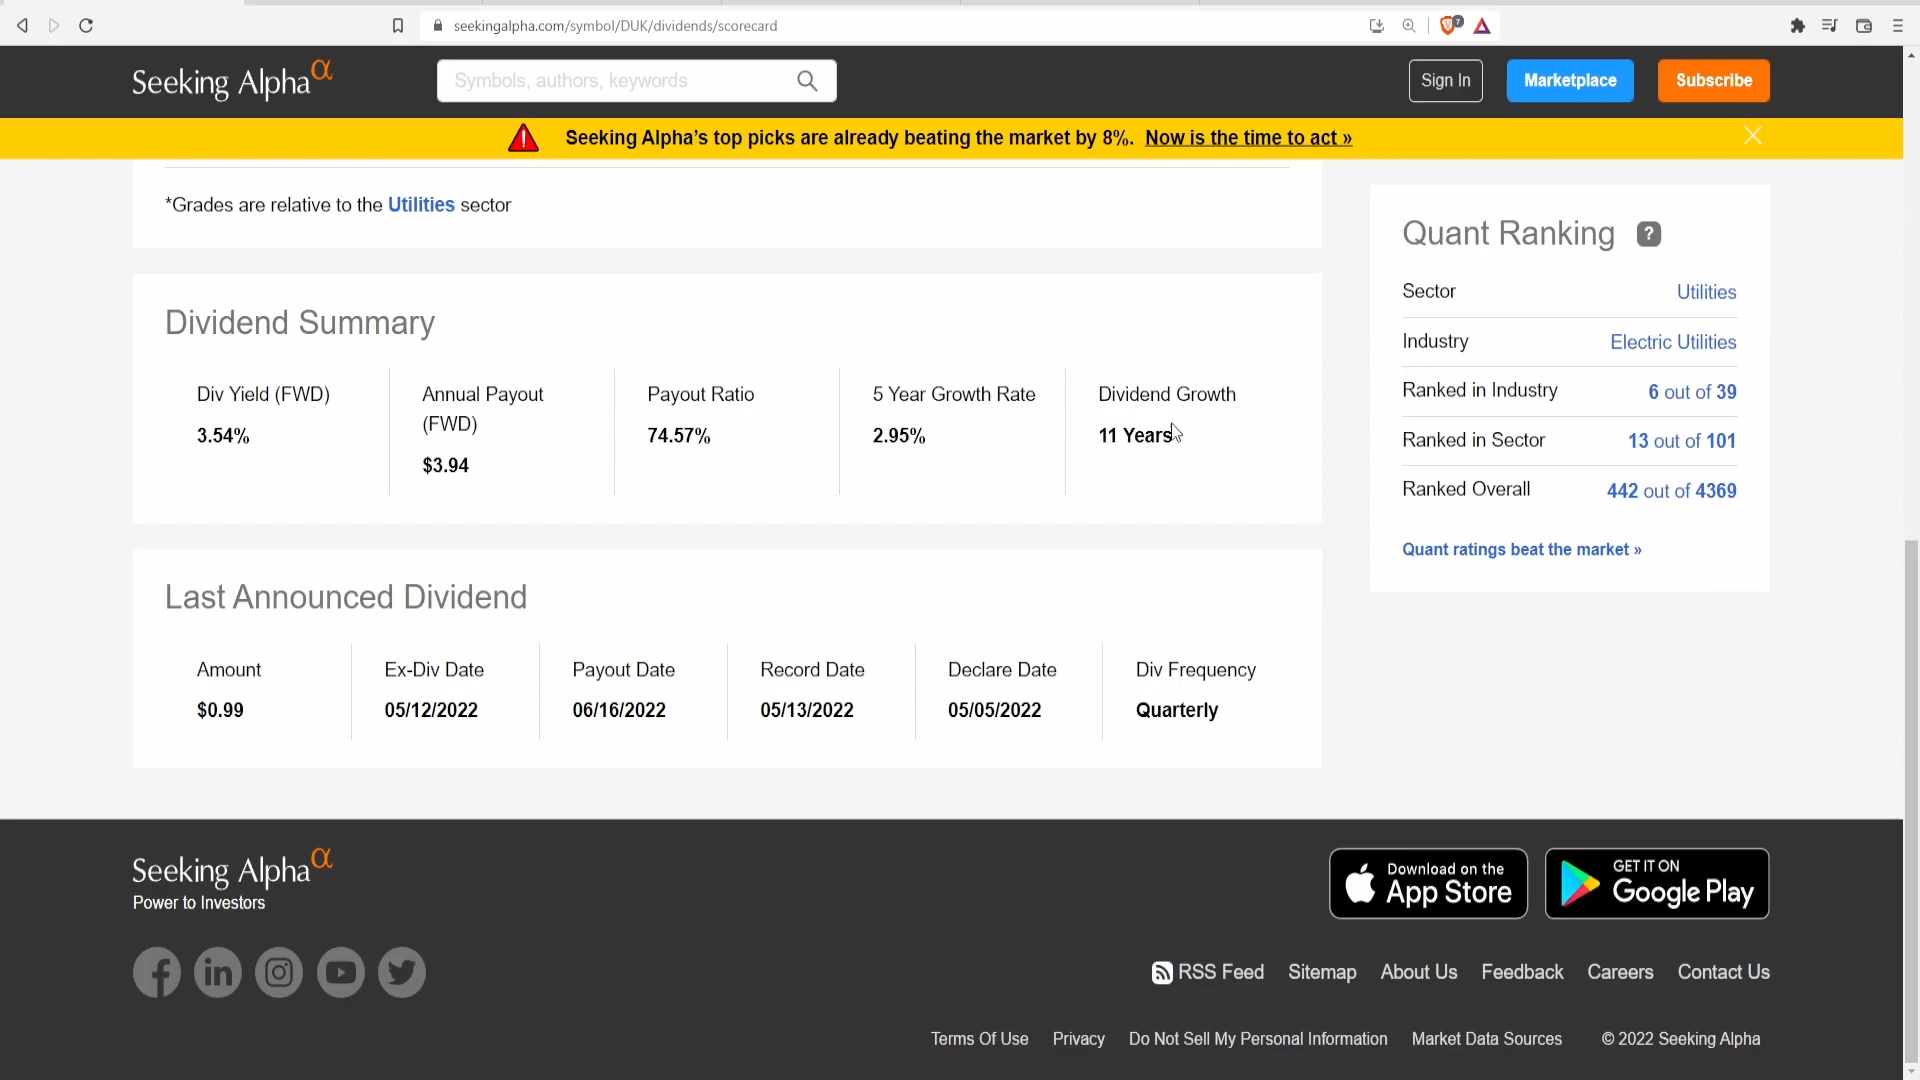 seekingalpha.com/symbol/DUK/dividends/scorecard
7
Seeking Alpha α
Symbols, authors, keywords
Sign In
Marketplace
Subscribe
Seeking Alpha's top picks are already beating the market by 8%. Now is the time to act »
*Grades are relative to the Utilities sector
Dividend Summary
Div Yield (FWD)
3.54%
Annual Payout
(FWD)
$3.94
Payout Ratio
74.57%
5 Year Growth Rate
2.95%
Dividend Growth
11 Years
Quant Ranking ?
Sector Utilities
Industry Electric Utilities
Ranked in Industry 6 out of 39
Ranked in Sector 13 out of 101
Ranked Overall 442 out of 4369
Quant ratings beat the market »
Last Announced Dividend
Amount
$0.99
Ex-Div Date
05/12/2022
Payout Date
06/16/2022
Record Date
05/13/2022
Declare Date
05/05/2022
Div Frequency
Quarterly
Seeking Alpha α
Power to Investors
Download on the
App Store
GET IT ON
Google Play
RSS Feed Sitemap About Us Feedback Careers Contact Us
Terms Of Use Privacy Do Not Sell My Personal Information Market Data Sources © 2022 Seeking Alpha